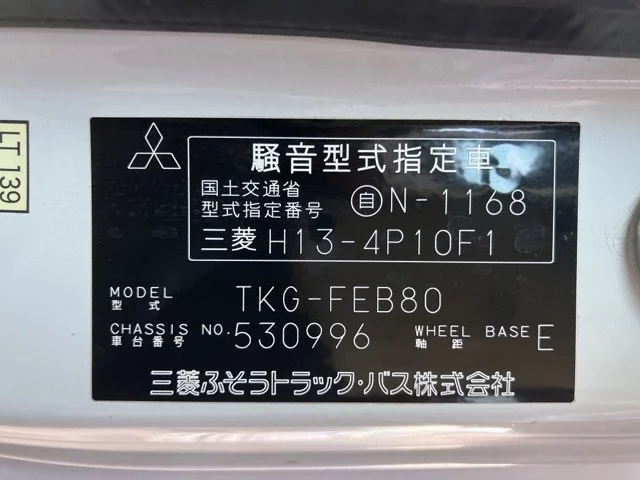 LT 139
騒音型式指定車
国土交通省
型式指定番号 自 N-1168
三菱 H13-4P10F1
MODEL
型式 TKG-FEB80
CHASSIS NO. 530996 WHEEL BASE E
車台番号 軸距
三菱ふそうトラック・バス株式会社